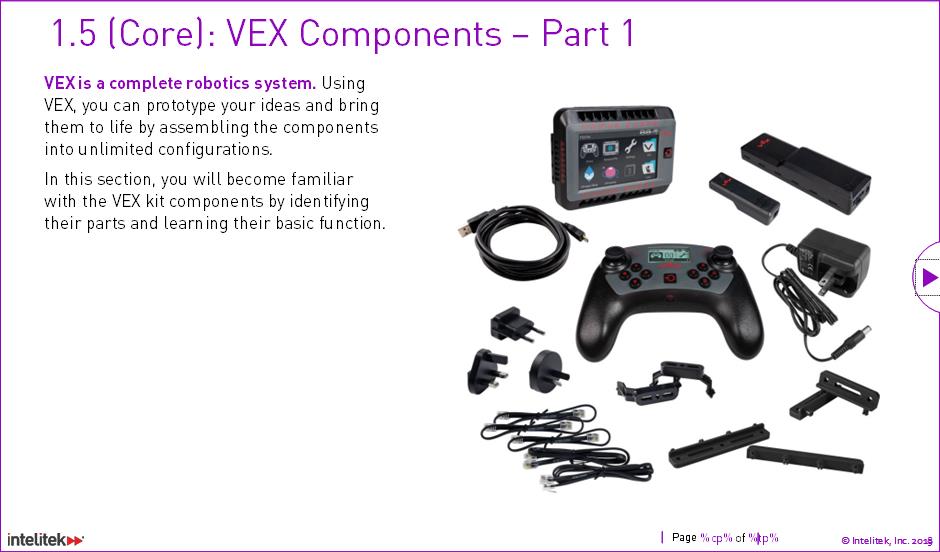 1.5 (Core): VEX Components – Part 1
VEX is a complete robotics system. Using
VEX, you can prototype your ideas and bring
them to life by assembling the components
into unlimited configurations.
In this section, you will become familiar
with the VEX kit components by identifying
their parts and learning their basic function.
intelitek
Page %cp% of %tp%
© Intelitek, Inc. 2019